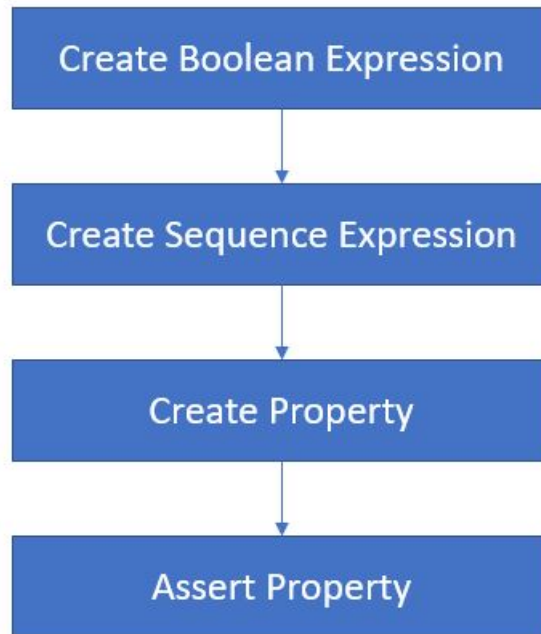 Create Boolean Expression
Create Sequence Expression
Create Property
Assert Property